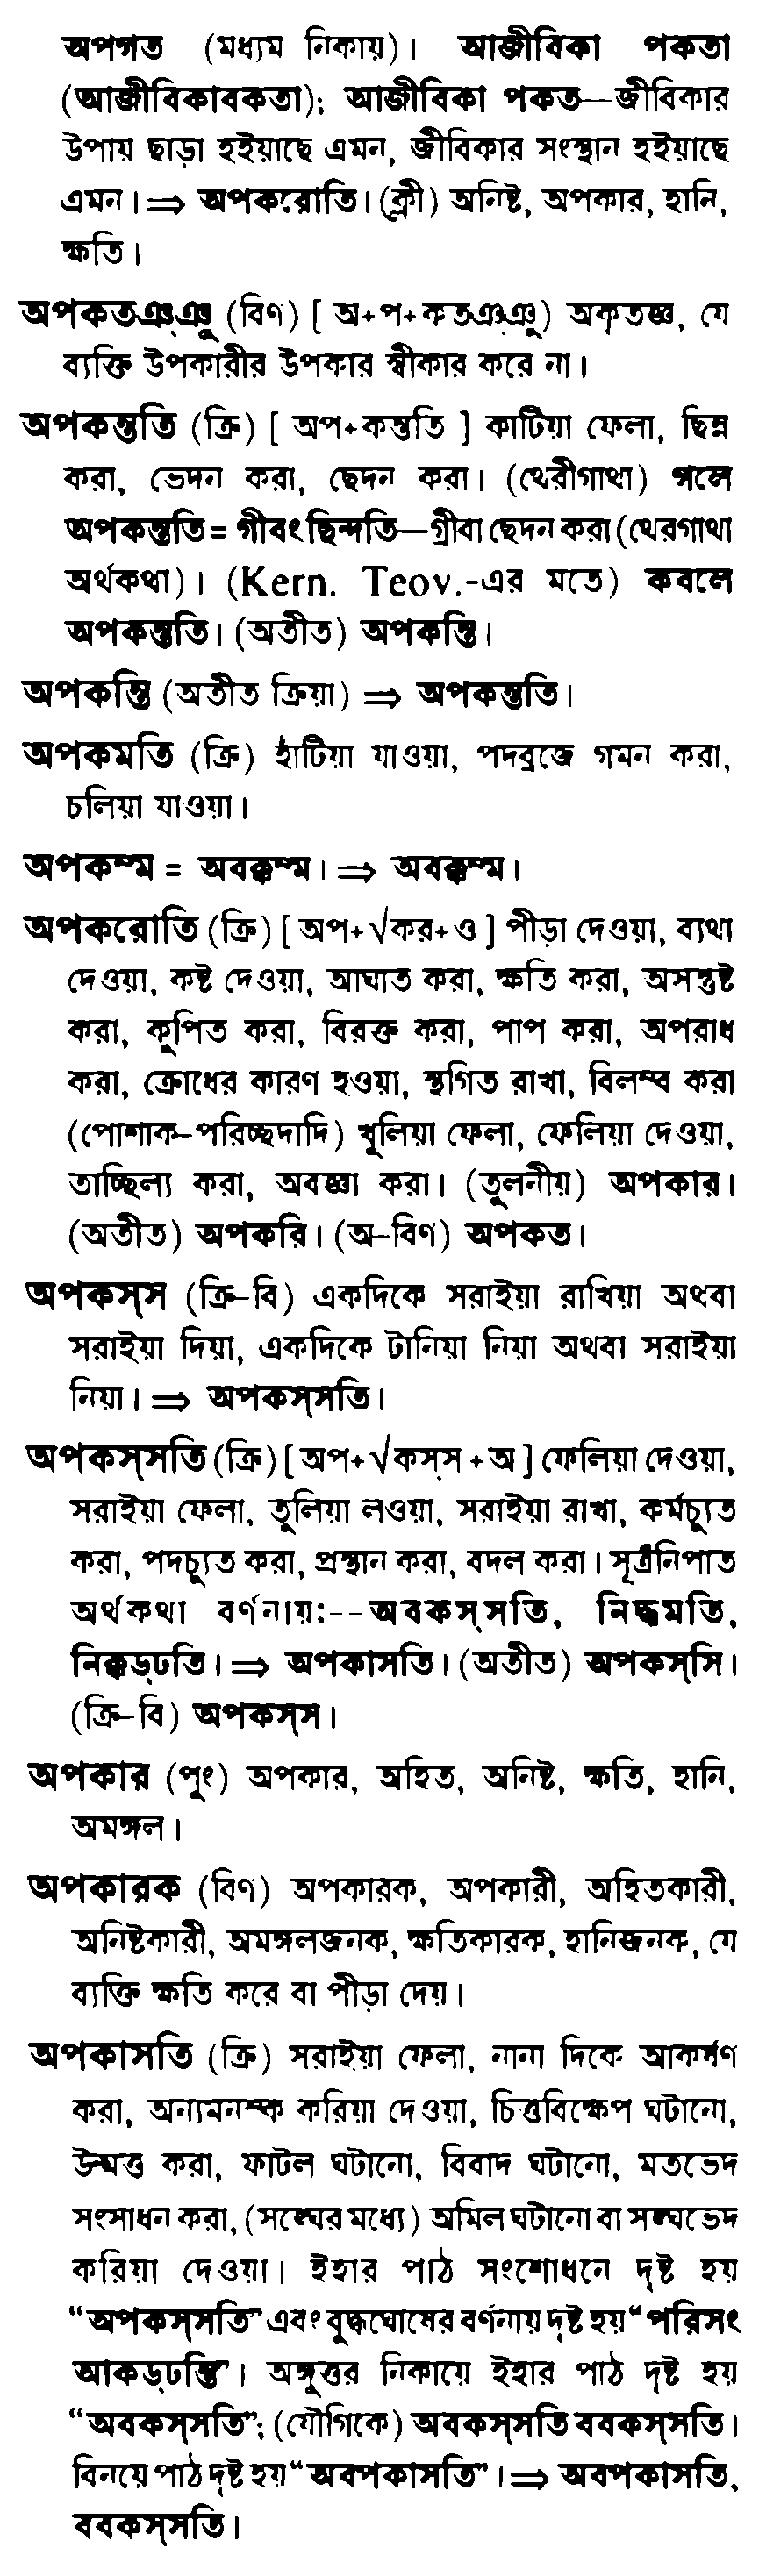 অপগত (মধ্যম নিকায়)। আজীবিকা পকতা
(আজীবিকাবকতা); আজীবিকা পকত—জীবিকার
উপায় ছাড়া হইয়াছে এমন, জীবিকার সংস্থান হইয়াছে
এমন।⇒ অপকরোতি।(ক্লী) অনিষ্ট, অপকার, হানি,
ক্ষতি।
অপকতঞ্ঞু (বিণ) [ অ+প+কতঞ্ঞু) অকৃতজ্ঞ, যে
ব্যক্তি উপকারীর উপকার স্বীকার করে না।
অপকন্ততি (ক্রি) [ অপ+কন্ততি ] কাটিয়া ফেলা, ছিন্ন
করা, ভেদন করা, ছেদন করা। (থেরীগাথা) গলে
অপকন্ততি= গীবং ছিন্দতি—গ্রীবা ছেদন করা (থেরগাথা
অর্থকথা)। (Kern. Teov.-এর মতে) কবলে
অপকন্ততি। (অতীত) অপকন্তি।
অপকন্তি (অতীত ক্রিয়া) ⇒ অপকন্ততি।
অপকমতি (ক্রি) হাঁটিয়া যাওয়া, পদব্রজে গমন করা,
চলিয়া যাওয়া।
অপকম্ম = অবক্কম্ম। ⇒ অবক্কম্ম।
অপকরোতি (ক্রি) [ অপ+√কর+ও ] পীড়া দেওয়া, ব্যথা
দেওয়া, কষ্ট দেওয়া, আঘাত করা, ক্ষতি করা, অসন্তুষ্ট
করা, কুপিত করা, বিরক্ত করা, পাপ করা, অপরাধ
করা, ক্রোধের কারণ হওয়া, স্থগিত রাখা, বিলম্ব করা
(পোশাক-পরিচ্ছদাদি) খুলিয়া ফেলা, ফেলিয়া দেওয়া,
তাচ্ছিল্য করা, অবজ্ঞা করা। (তুলনীয়) অপকার।
(অতীত) অপকরি। (অ-বিণ) অপকত।
অপকস্‌স (ক্রি-বি) একদিকে সরাইয়া রাখিয়া অথবা
সরাইয়া দিয়া, একদিকে টানিয়া নিয়া অথবা সরাইয়া
নিয়া। ⇒ অপকস্‌সতি।
অপকস্‌সতি (ক্রি) [ অপ+√কস্‌স +অ ] ফেলিয়া দেওয়া,
সরাইয়া ফেলা, তুলিয়া লওয়া, সরাইয়া রাখা, কর্মচ্যুত
করা, পদচ্যুত করা, প্রস্থান করা, বদল করা। সূত্রনিপাত
অর্থকথা বর্ণনায়:--অবকস্‌সতি, নিদ্ধমতি,
নিক্কড়্‌ঢতি। ⇒ অপকাসতি। (অতীত) অপকস্‌সি।
(ক্রি-বি) অপকস্‌স।
অপকার (পুং) অপকার, অহিত, অনিষ্ট, ক্ষতি, হানি,
অমঙ্গল।
অপকারক (বিণ) অপকারক, অপকারী, অহিতকারী,
অনিষ্টকারী, অমঙ্গলজনক, ক্ষতিকারক, হানিজনক, যে
ব্যক্তি ক্ষতি করে বা পীড়া দেয়।
অপকাসতি (ক্রি) সরাইয়া ফেলা, নানা দিকে আকর্ষণ
করা, অন্যমনস্ক করিয়া দেওয়া, চিত্তবিক্ষেপ ঘটানো,
উন্মত্ত করা, ফাটল ঘটানো, বিবাদ ঘটানো, মতভেদ
সংসাধন করা, (সঙ্ঘের মধ্যে) অমিল ঘটানো বা সঙ্ঘভেদ
করিয়া দেওয়া। ইহার পাঠ সংশোধনে দৃষ্ট হয়
“অপকস্‌সতি” এবং বুদ্ধঘোষের বর্ণনায় দৃষ্ট হয় “পরিসং
আকড়্‌ঢন্তি”। অঙ্গুত্তর নিকায়ে ইহার পাঠ দৃষ্ট হয়
“অবকস্‌সতি”; (যৌগিকে) অবকস্‌সতি ববকস্‌সতি।
বিনয়ে পাঠ দৃষ্ট হয় “অবপকাসতি”। ⇒ অবপকাসতি,
ববকস্‌সতি।